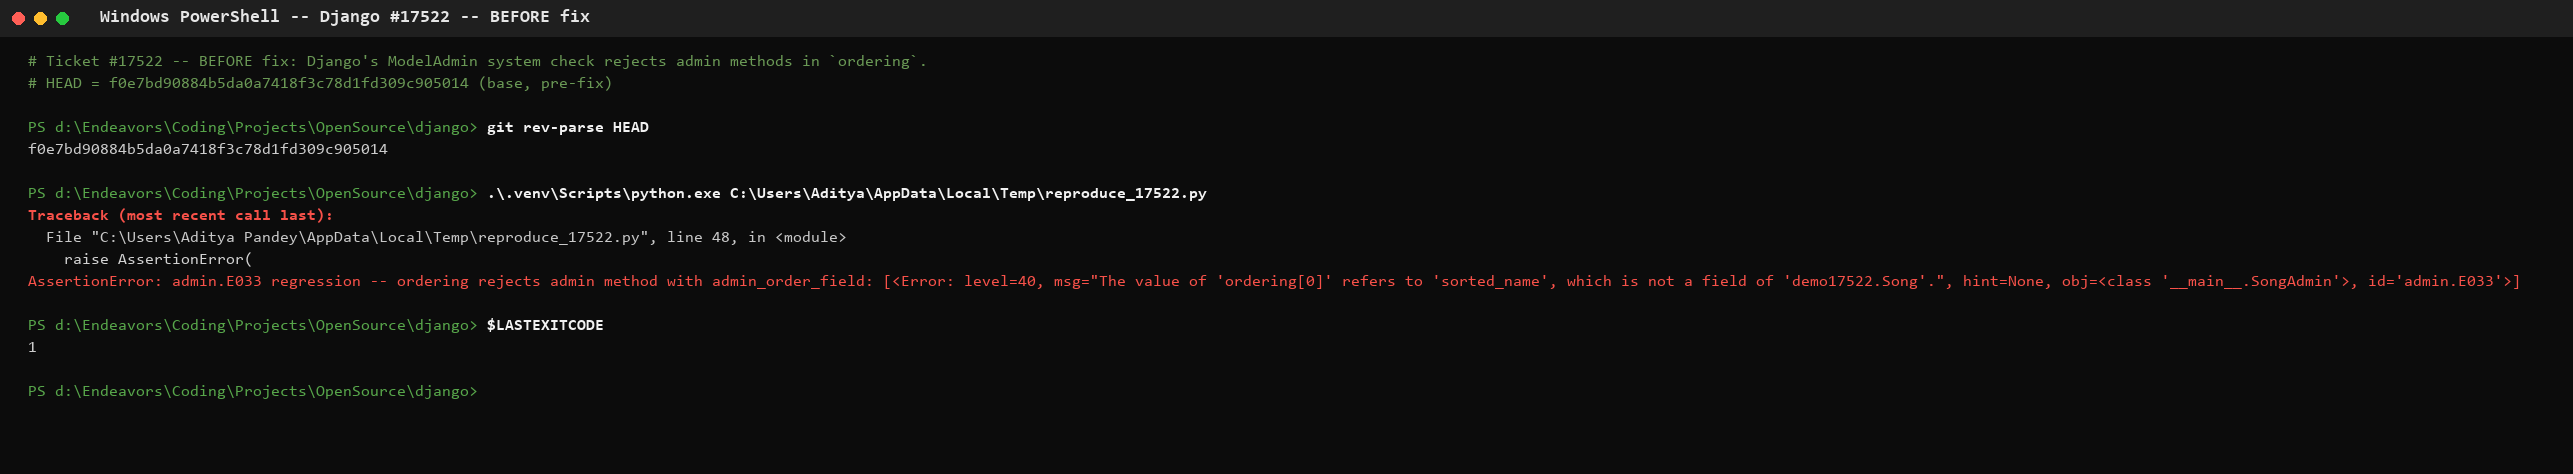 Windows PowerShell -- Django #17522 -- BEFORE fix
# Ticket #17522 -- BEFORE fix: Django's ModelAdmin system check rejects admin methods in `ordering`.
# HEAD = f0e7bd90884b5da0a7418f3c78d1fd309c905014 (base, pre-fix)
PS d:\Endeavors\Coding\Projects\OpenSource\django> git rev-parse HEAD
f0e7bd90884b5da0a7418f3c78d1fd309c905014
PS d:\Endeavors\Coding\Projects\OpenSource\django> .\.venv\Scripts\python.exe C:\Users\Aditya\AppData\Local\Temp\reproduce_17522.py
Traceback (most recent call last):
  File "C:\Users\Aditya Pandey\AppData\Local\Temp\reproduce_17522.py", line 48, in <module>
    raise AssertionError(
AssertionError: admin.E033 regression -- ordering rejects admin method with admin_order_field: [<Error: level=40, msg="The value of 'ordering[0]' refers to 'sorted_name', which is not a field of 'demo17522.Song'.", hint=None, obj=<class '__main__.SongAdmin'>, id='admin.E033'>]
PS d:\Endeavors\Coding\Projects\OpenSource\django> $LASTEXITCODE
1
PS d:\Endeavors\Coding\Projects\OpenSource\django>